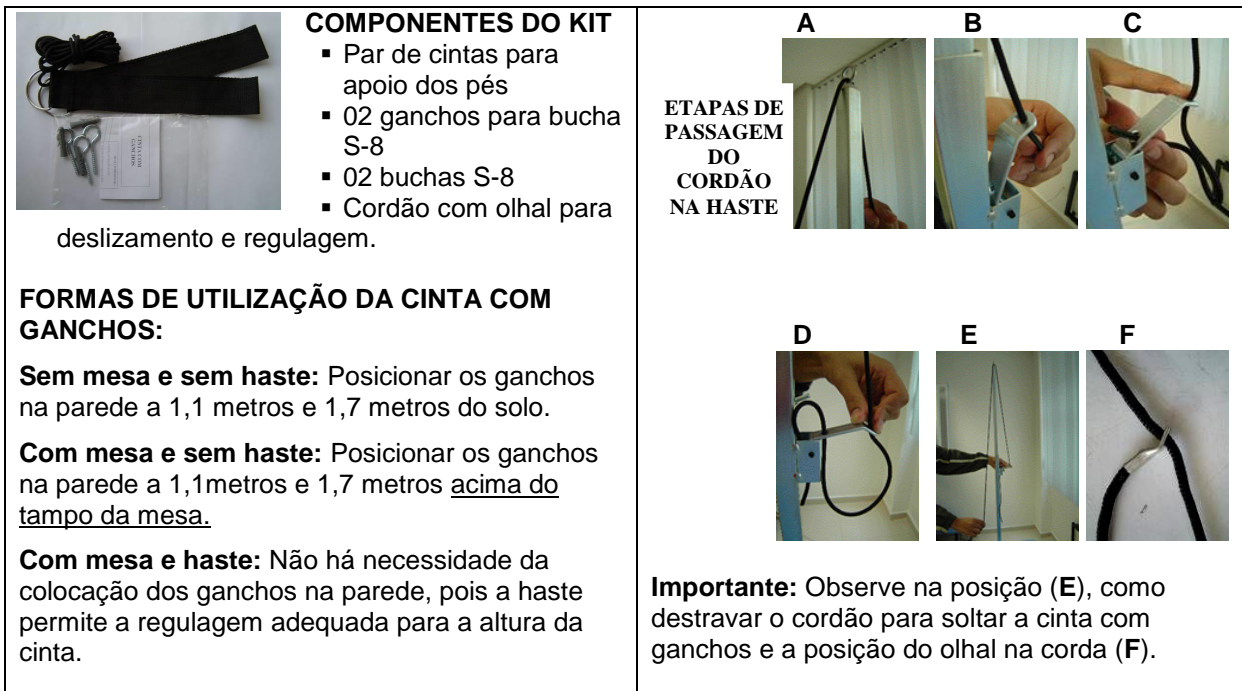 COMPONENTES DO KIT
▪ Par de cintas para
apoio dos pés
▪ 02 ganchos para bucha
S-8
▪ 02 buchas S-8
▪ Cordão com olhal para
deslizamento e regulagem.
FORMAS DE UTILIZAÇÃO DA CINTA COM
GANCHOS:
Sem mesa e sem haste: Posicionar os ganchos
na parede a 1,1 metros e 1,7 metros do solo.
Com mesa e sem haste: Posicionar os ganchos
na parede a 1,1metros e 1,7 metros acima do
tampo da mesa.
Com mesa e haste: Não há necessidade da
colocação dos ganchos na parede, pois a haste
permite a regulagem adequada para a altura da
cinta.
A B C
ETAPAS DE
PASSAGEM
DO
CORDÃO
NA HASTE
D E F
Importante: Observe na posição (E), como
destravar o cordão para soltar a cinta com
ganchos e a posição do olhal na corda (F).
CINTA COM
GANCHOS